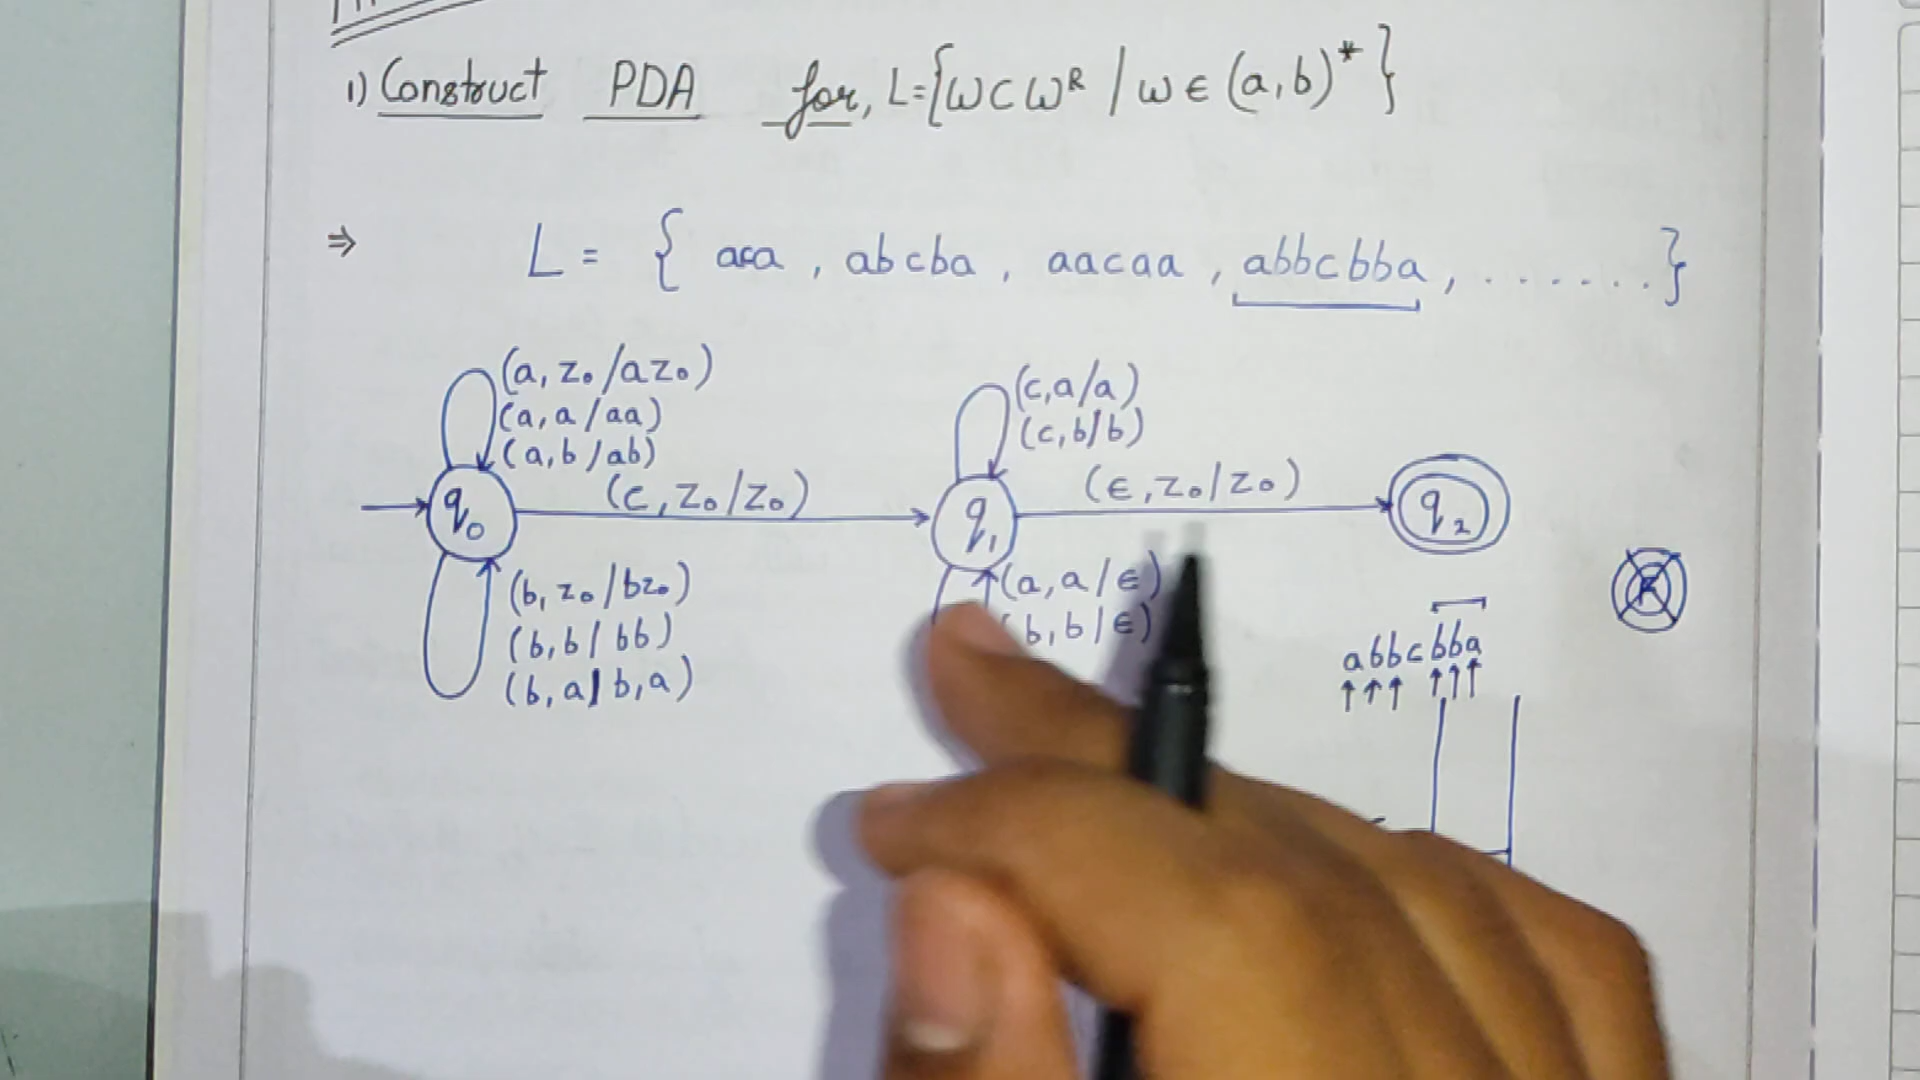 1) Construct PDA for, L={ωcωᴿ / ω ∈ (a,b)*}
⇒ L = { aca , abcba , aacaa , abbcbba , ....... }
(a, z₀/az₀)
(a, a/aa)
(a, b/ab)
(c, a/a)
(c, b/b)
q₀
(c, z₀/z₀)
q₁
(ε, z₀/z₀)
q₂
(b, z₀/bz₀)
(b, b/bb)
(b, a/b,a)
(a, a/ε)
(b, b/ε)
abbcbba
↑↑↑ ↑↑↑